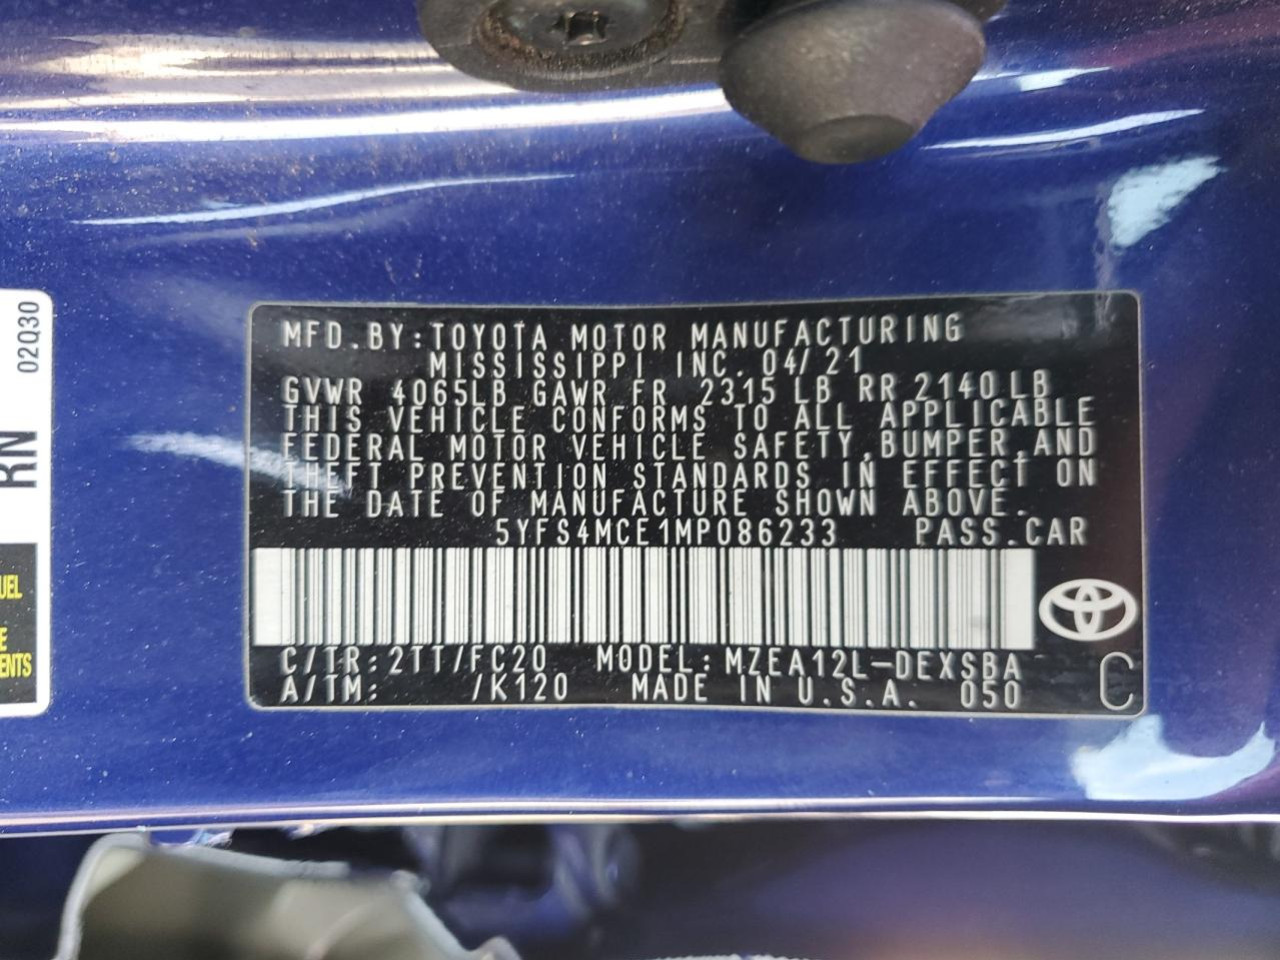 MFD.BY:TOYOTA MOTOR MANUFACTURING
MISSISSIPPI INC. 04/21
GVWR 4065LB GAWR FR 2315 LB RR 2140LB
THIS VEHICLE CONFORMS TO ALL APPLICABLE
FEDERAL MOTOR VEHICLE SAFETY,BUMPER,AND
THEFT PREVENTION STANDARDS IN EFFECT ON
THE DATE OF MANUFACTURE SHOWN ABOVE.
5YFS4MCE1MP086233 PASS.CAR
C/TR:2TT/FC20 MODEL:MZEA12L-DEXSBA
A/TM: /K120 MADE IN U.S.A. 050
C
02Q30
RN
UEL
E
ENTS